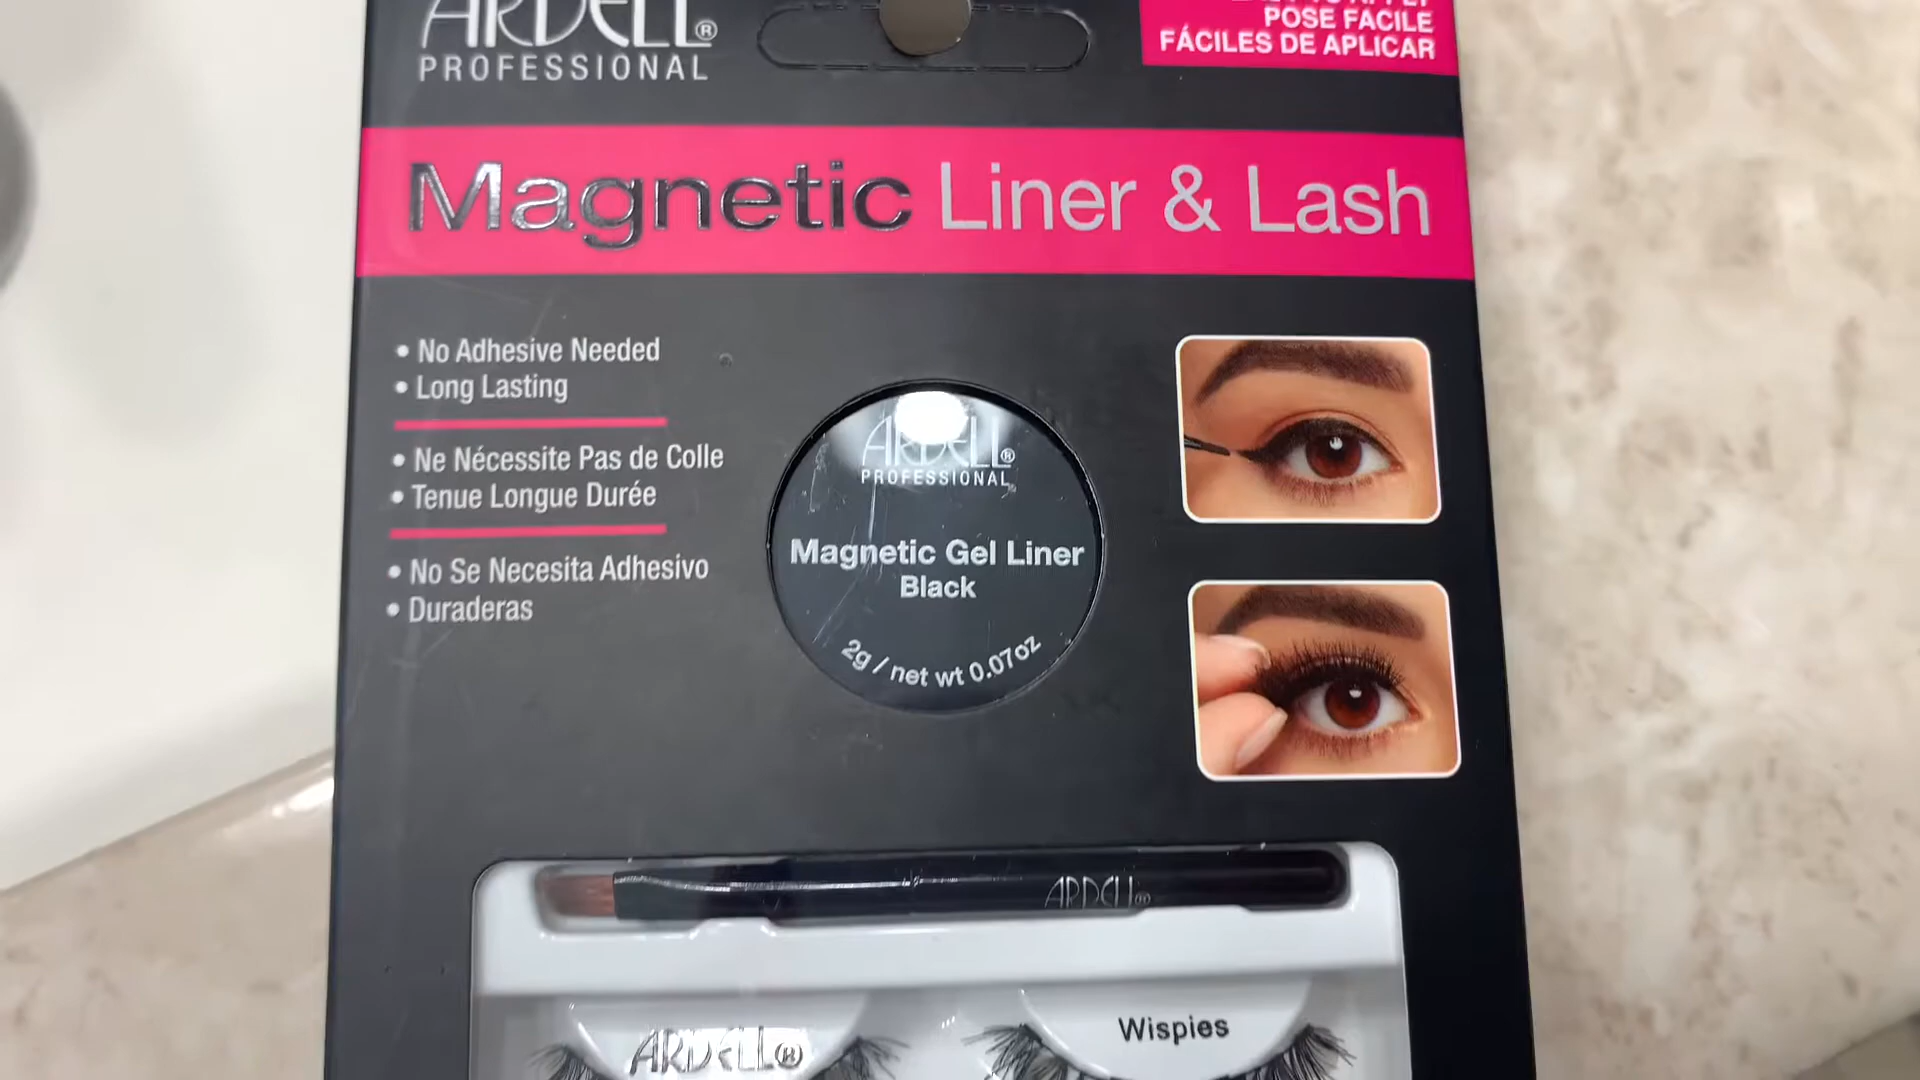 ARDELL®
PROFESSIONAL
POSE FACILE
FÁCILES DE APLICAR
Magnetic Liner & Lash
• No Adhesive Needed
• Long Lasting
• Ne Nécessite Pas de Colle
• Tenue Longue Durée
• No Se Necesita Adhesivo
• Duraderas
ARDELL®
PROFESSIONAL
Magnetic Gel Liner
Black
2g / net wt 0.07oz
ARDELL®
ARDELL®
Wispies